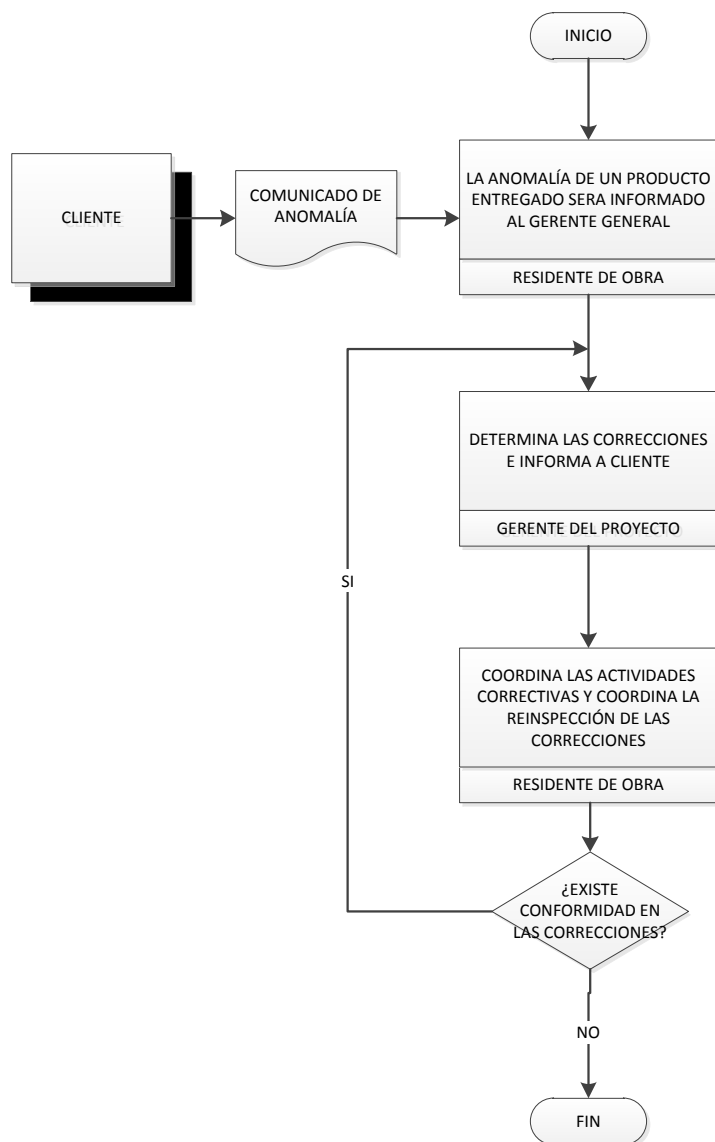 INICIO
CLIENTE
COMUNICADO DE
ANOMALÍA
LA ANOMALÍA DE UN PRODUCTO
ENTREGADO SERA INFORMADO
AL GERENTE GENERAL
RESIDENTE DE OBRA
DETERMINA LAS CORRECCIONES
E INFORMA A CLIENTE
GERENTE DEL PROYECTO
SI
COORDINA LAS ACTIVIDADES
CORRECTIVAS Y COORDINA LA
REINSPECCIÓN DE LAS
CORRECCIONES
RESIDENTE DE OBRA
¿EXISTE
CONFORMIDAD EN
LAS CORRECCIONES?
NO
FIN